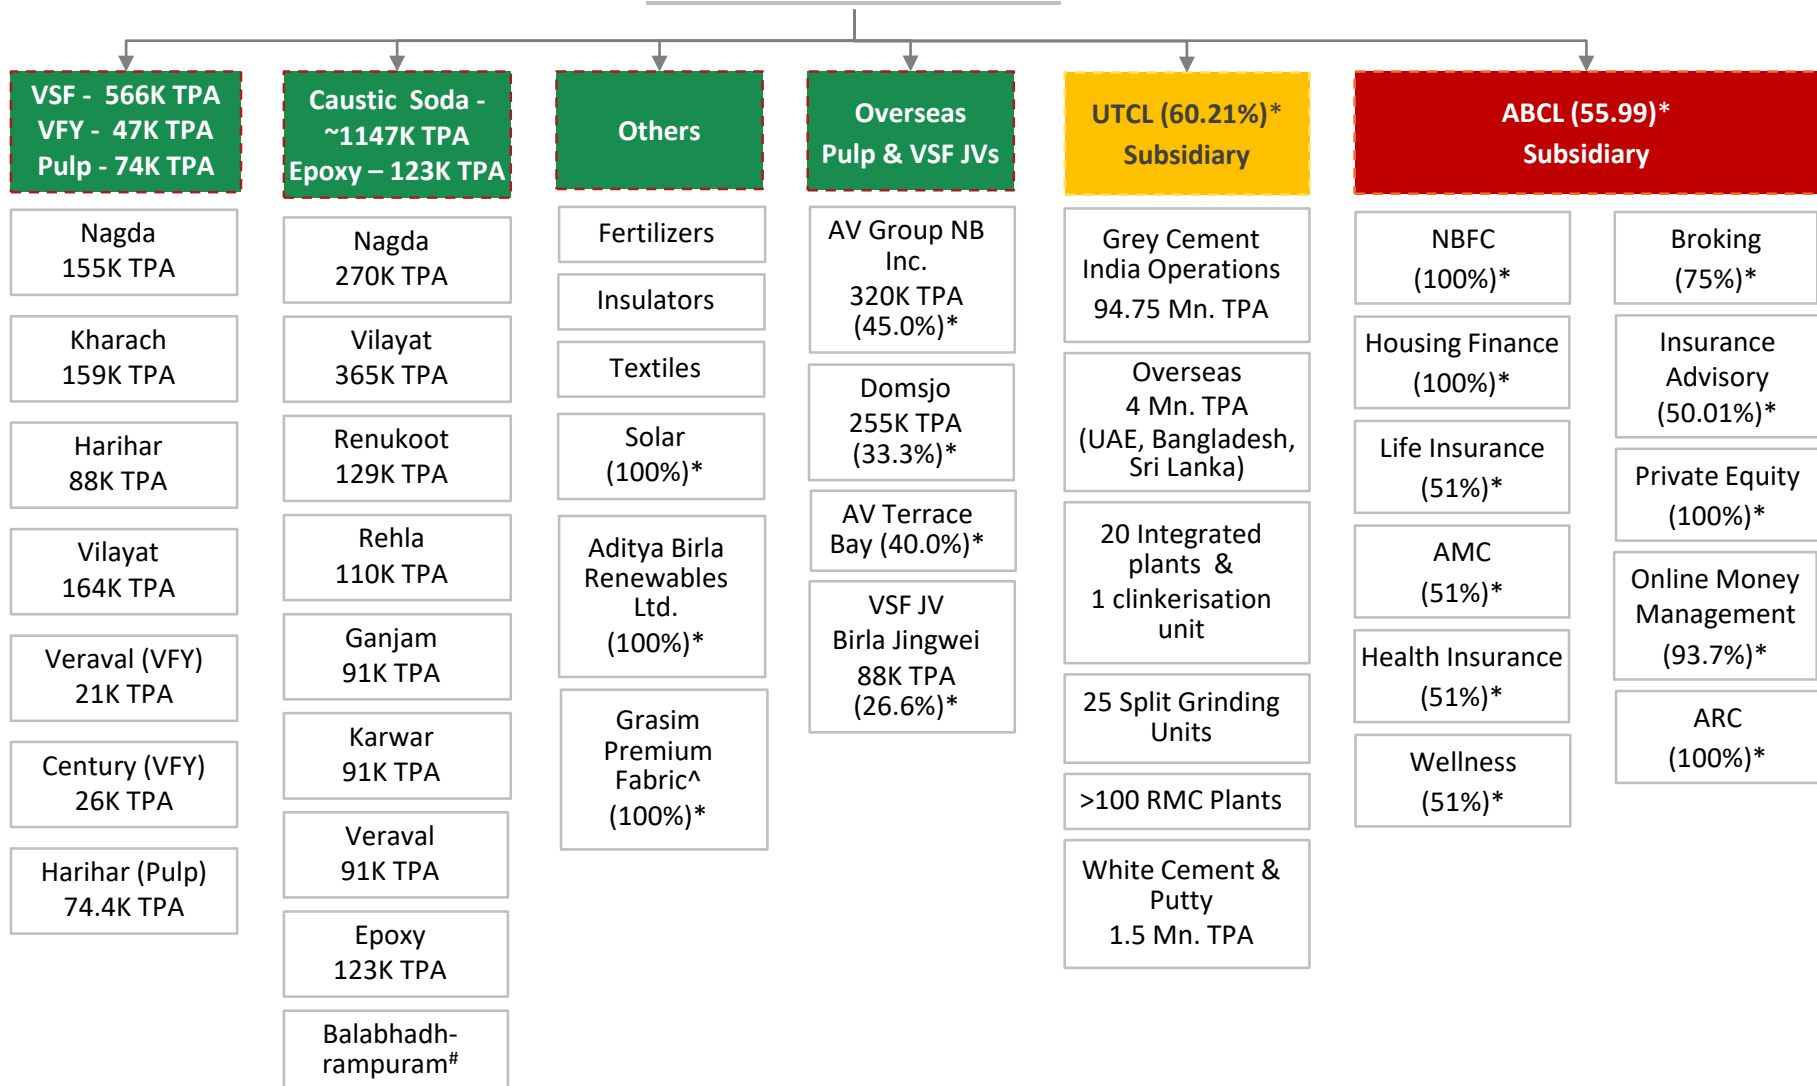 VSF - 566K TPA
VFY - 47K TPA
Pulp - 74K TPA
Nagda
155K TPA
Kharach
159K TPA
Harihar
88K TPA
Vilayat
164K TPA
Veraval (VFY)
21K TPA
Century (VFY)
26K TPA
Harihar (Pulp)
74.4K TPA
Caustic Soda -
~1147K TPA
Epoxy – 123K TPA
Nagda
270K TPA
Vilayat
365K TPA
Renukoot
129K TPA
Rehla
110K TPA
Ganjam
91K TPA
Karwar
91K TPA
Veraval
91K TPA
Epoxy
123K TPA
Balabhadh-
rampuram#
Others
Fertilizers
Insulators
Textiles
Solar
(100%)*
Aditya Birla
Renewables
Ltd.
(100%)*
Grasim
Premium
Fabric^
(100%)*
Overseas
Pulp & VSF JVs
AV Group NB
Inc.
320K TPA
(45.0%)*
Domsjo
255K TPA
(33.3%)*
AV Terrace
Bay (40.0%)*
VSF JV
Birla Jingwei
88K TPA
(26.6%)*
UTCL (60.21%)*
Subsidiary
Grey Cement
India Operations
94.75 Mn. TPA
Overseas
4 Mn. TPA
(UAE, Bangladesh,
Sri Lanka)
20 Integrated
plants &
1 clinkerisation
unit
25 Split Grinding
Units
>100 RMC Plants
White Cement &
Putty
1.5 Mn. TPA
ABCL (55.99)*
Subsidiary
NBFC
(100%)*
Housing Finance
(100%)*
Life Insurance
(51%)*
AMC
(51%)*
Health Insurance
(51%)*
Wellness
(51%)*
Broking
(75%)*
Insurance
Advisory
(50.01%)*
Private Equity
(100%)*
Online Money
Management
(93.7%)*
ARC
(100%)*